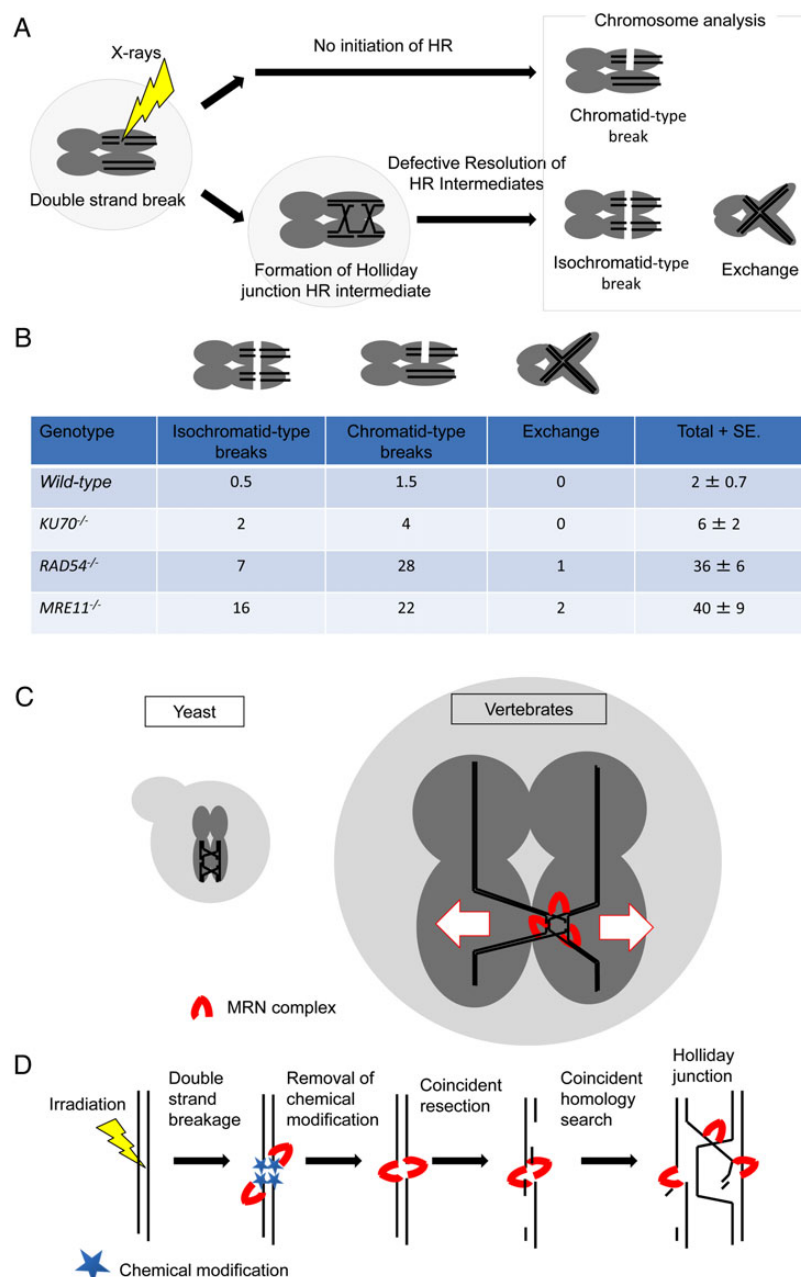 A
X-rays
No initiation of HR
Chromosome analysis
Chromatid-type
break
Double strand break
Defective Resolution of
HR Intermediates
Formation of Holliday
junction HR intermediate
Isochromatid-type
break
Exchange
B
Genotype
Isochromatid-type
breaks
Chromatid-type
breaks
Exchange
Total + SE.
Wild-type
0.5
1.5
0
2 ± 0.7
KU70-/-
2
4
0
6 ± 2
RAD54-/-
7
28
1
36 ± 6
MRE11-/-
16
22
2
40 ± 9
C
Yeast
Vertebrates
MRN complex
D
Irradiation
Double
strand
breakage
Removal of
chemical
modification
Coincident
resection
Coincident
homology
search
Holliday
junction
Chemical modification